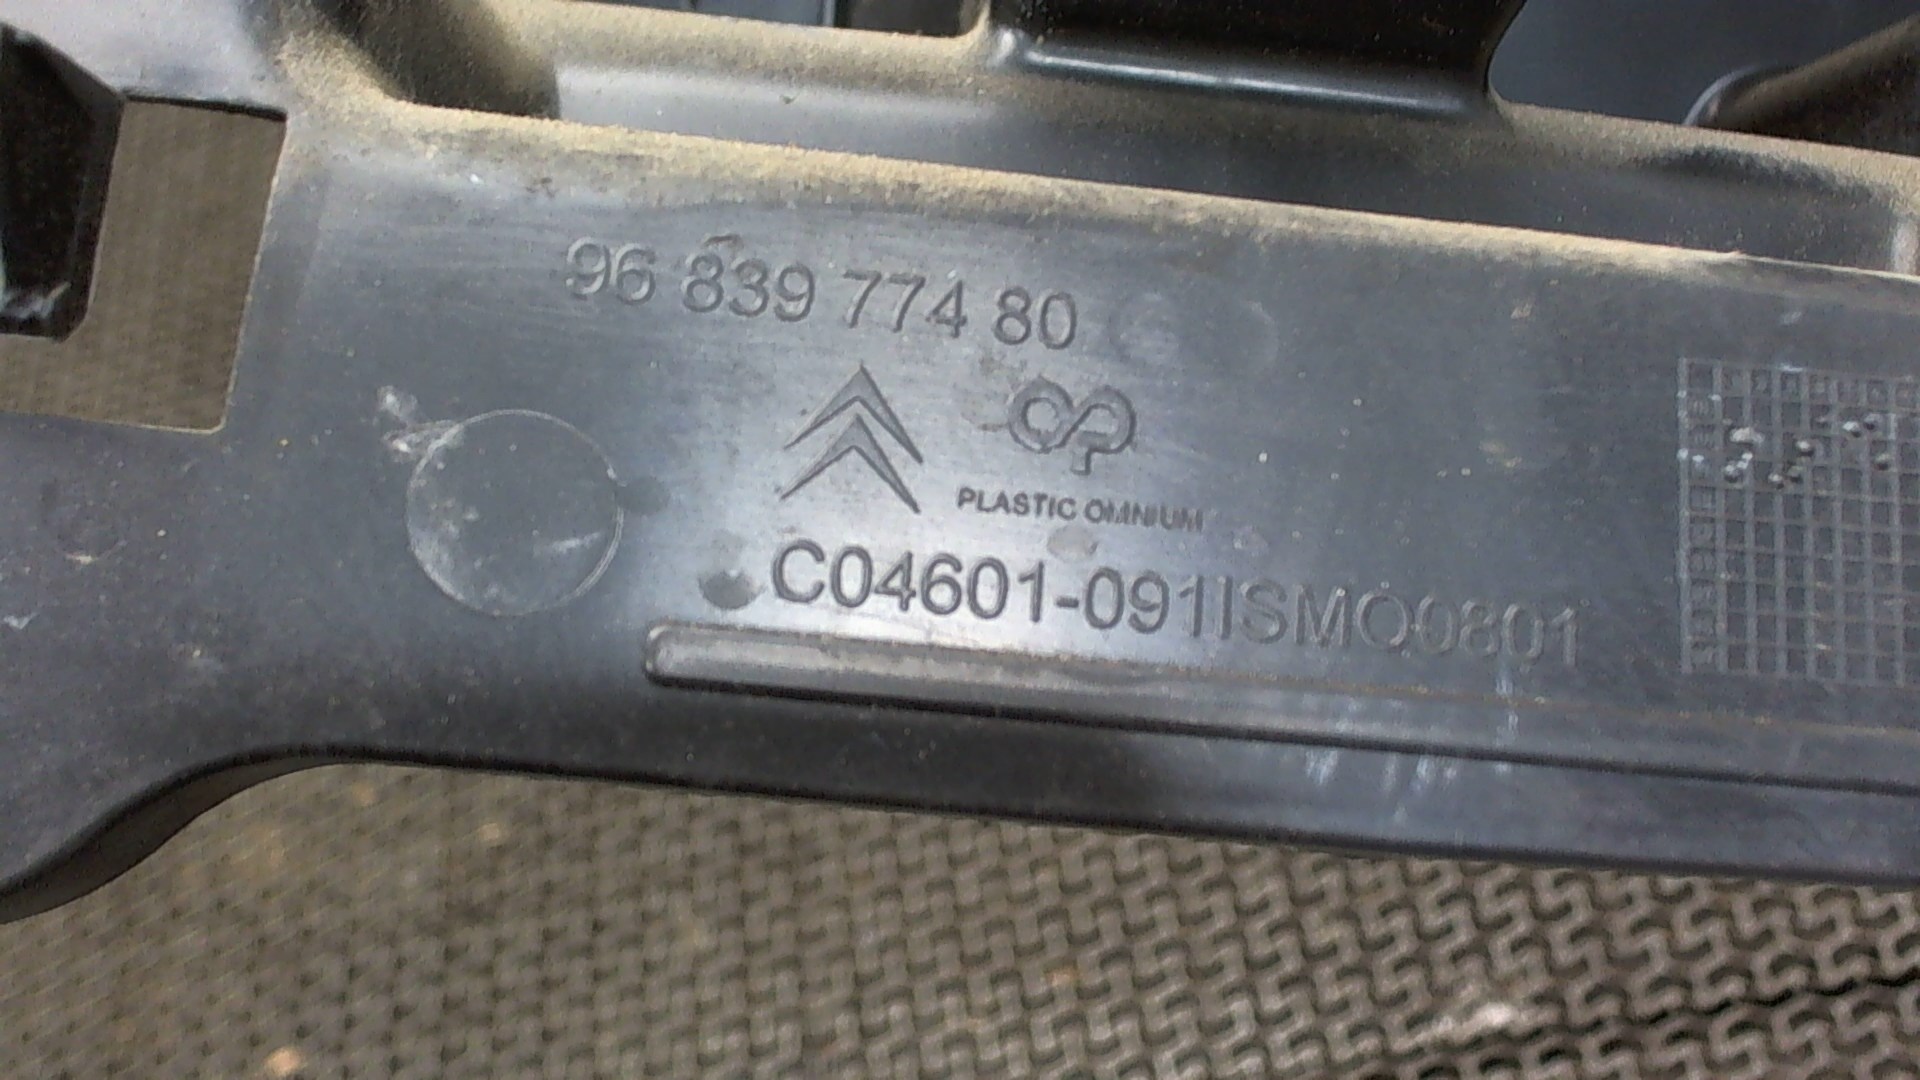 96 839 774 80
PLASTIC OMNIUM
C04601-091ISMO0801